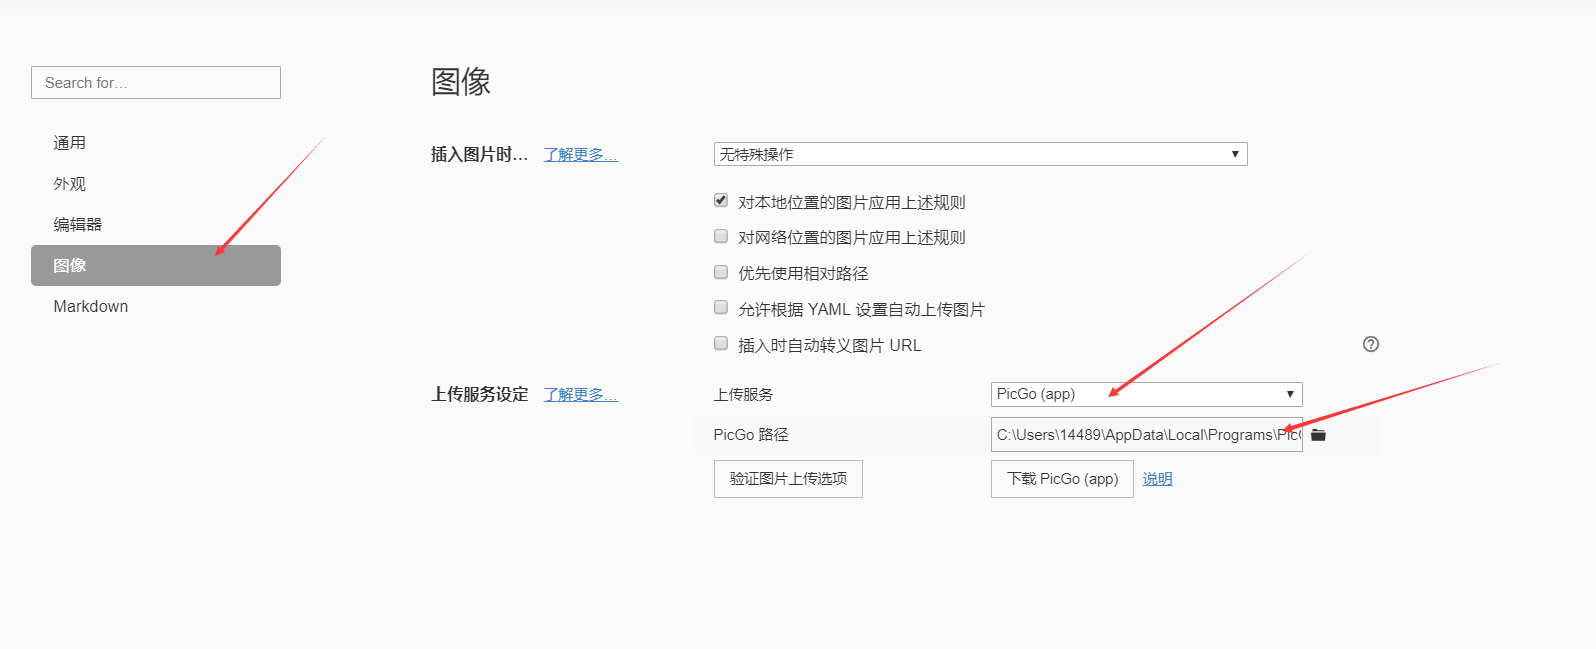 Search for…
通用
外观
编辑器
图像
Markdown
图像
插入图片时… 了解更多… 无特殊操作
对本地位置的图片应用上述规则
对网络位置的图片应用上述规则
优先使用相对路径
允许根据 YAML 设置自动上传图片
插入时自动转义图片 URL
上传服务设定 了解更多… 上传服务 PicGo (app)
PicGo 路径 C:\Users\14489\AppData\Local\Programs\Pic
验证图片上传选项 下载 PicGo (app) 说明